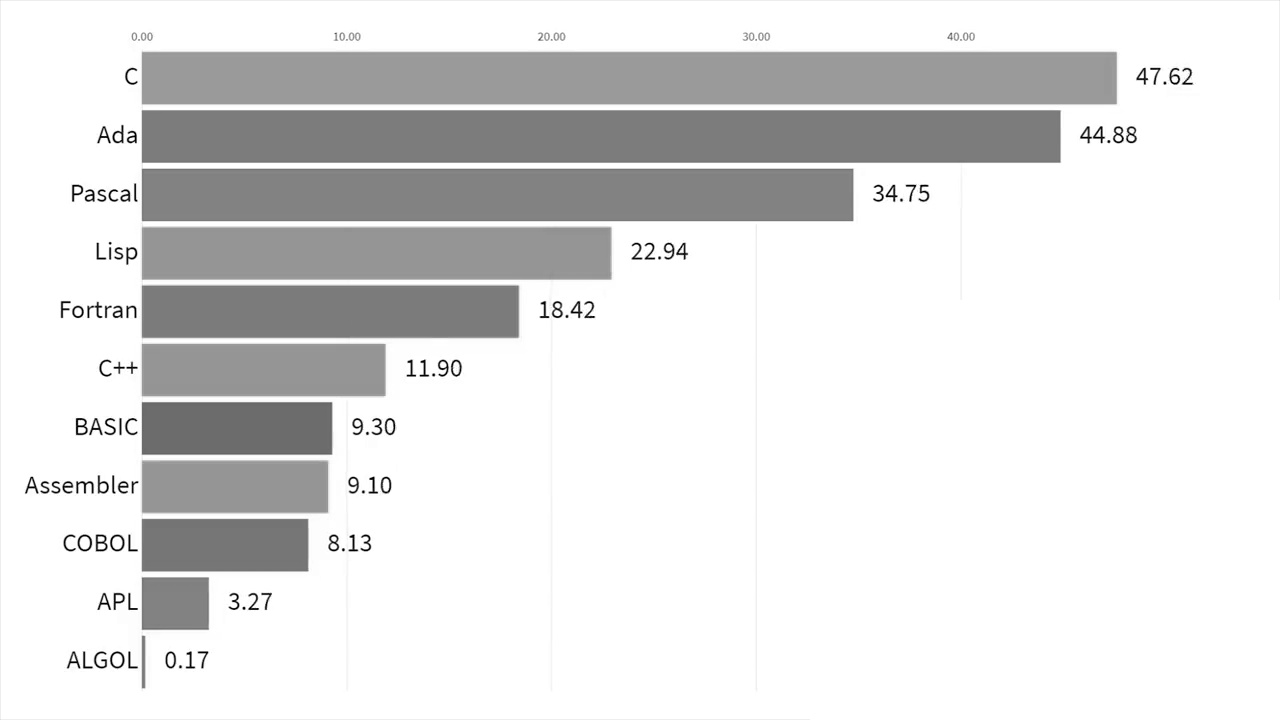 0.00 10.00 20.00 30.00 40.00
C 47.62
Ada 44.88
Pascal 34.75
Lisp 22.94
Fortran 18.42
C++ 11.90
BASIC 9.30
Assembler 9.10
COBOL 8.13
APL 3.27
ALGOL 0.17